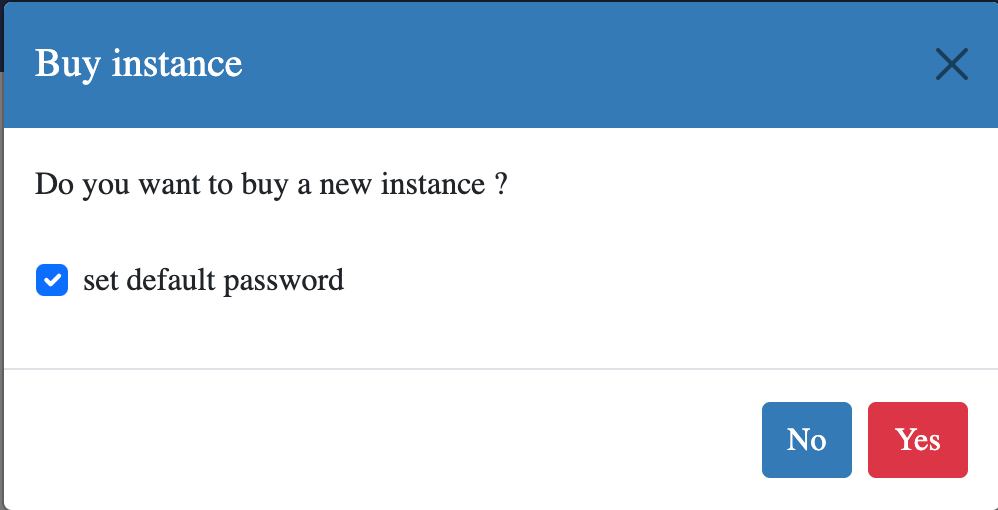 Buy instance
Do you want to buy a new instance ?
set default password
No
Yes